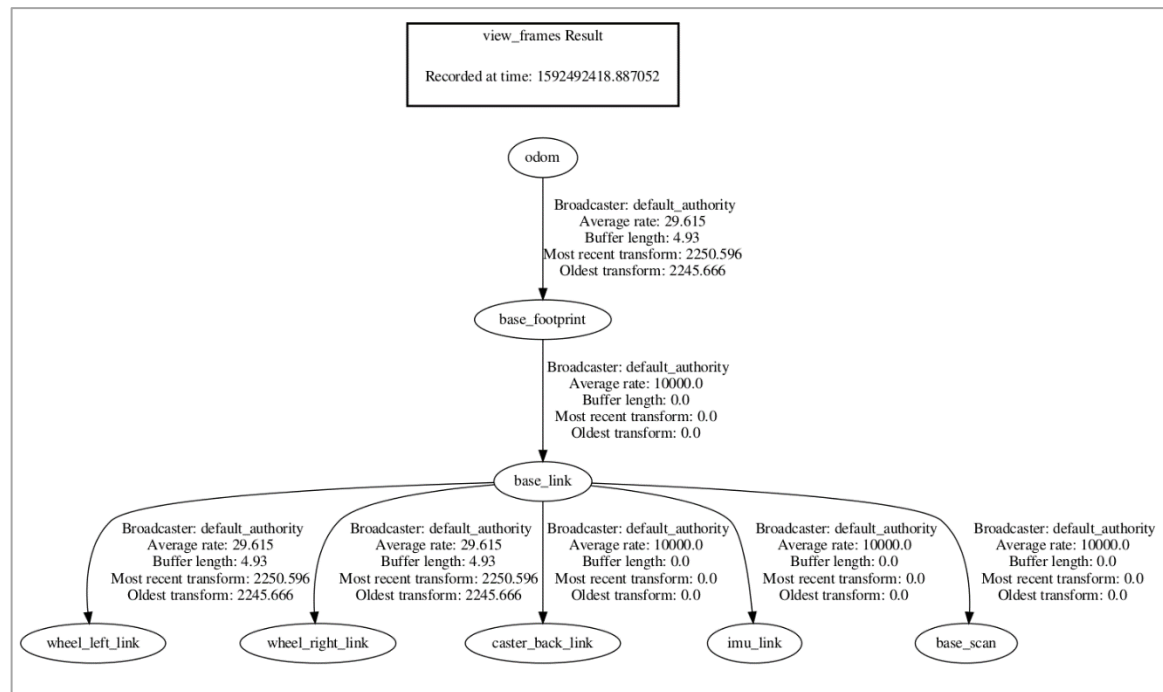 view_frames Result
Recorded at time: 1592492418.887052
odom
Broadcaster: default_authority
Average rate: 29.615
Buffer length: 4.93
Most recent transform: 2250.596
Oldest transform: 2245.666
base_footprint
Broadcaster: default_authority
Average rate: 10000.0
Buffer length: 0.0
Most recent transform: 0.0
Oldest transform: 0.0
base_link
Broadcaster: default_authority
Average rate: 29.615
Buffer length: 4.93
Most recent transform: 2250.596
Oldest transform: 2245.666
Broadcaster: default_authority
Average rate: 29.615
Buffer length: 4.93
Most recent transform: 2250.596
Oldest transform: 2245.666
Broadcaster: default_authority
Average rate: 10000.0
Buffer length: 0.0
Most recent transform: 0.0
Oldest transform: 0.0
Broadcaster: default_authority
Average rate: 10000.0
Buffer length: 0.0
Most recent transform: 0.0
Oldest transform: 0.0
Broadcaster: default_authority
Average rate: 10000.0
Buffer length: 0.0
Most recent transform: 0.0
Oldest transform: 0.0
wheel_left_link
wheel_right_link
caster_back_link
imu_link
base_scan